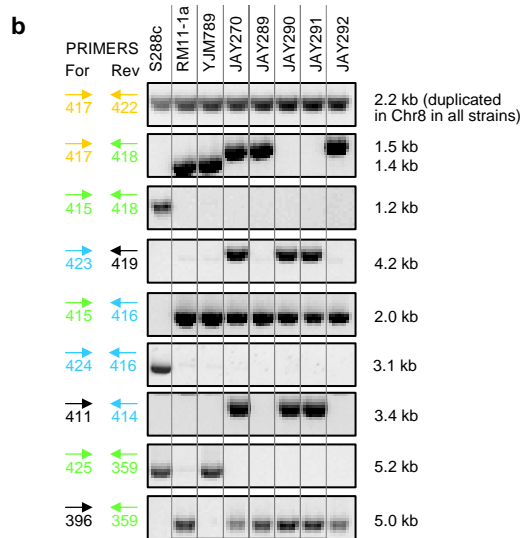 b
PRIMERS
For Rev
S288c RM11-1a YJM789 JAY270 JAY289 JAY290 JAY291 JAY292
417 422 2.2 kb (duplicated
in Chr8 in all strains)
417 418 1.5 kb
1.4 kb
415 418 1.2 kb
423 419 4.2 kb
415 416 2.0 kb
424 416 3.1 kb
411 414 3.4 kb
425 359 5.2 kb
396 359 5.0 kb